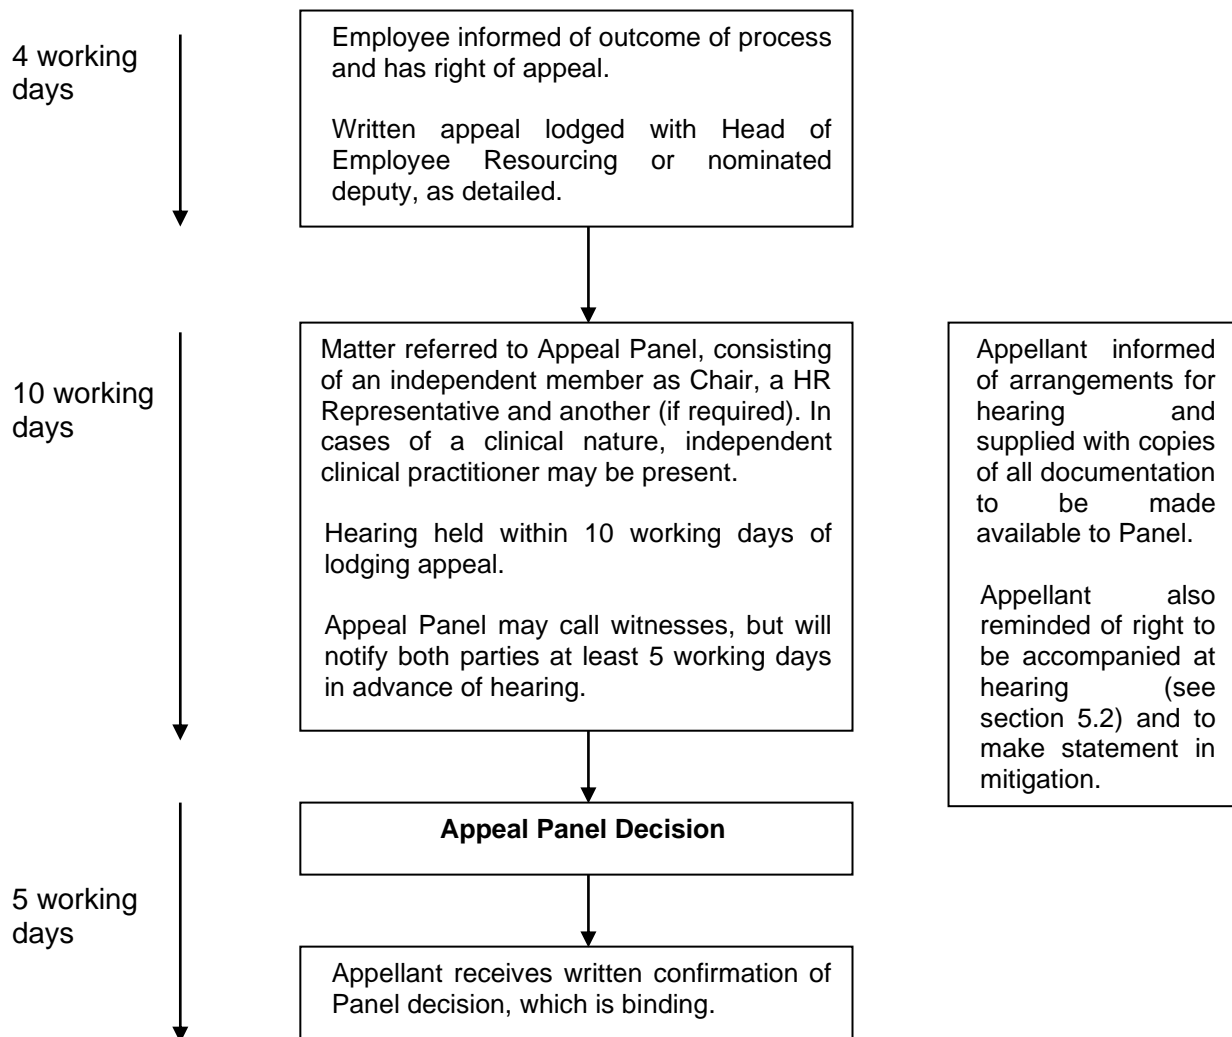 4 working
days
Employee informed of outcome of process
and has right of appeal.
Written appeal lodged with Head of
Employee Resourcing or nominated
deputy, as detailed.
10 working
days
Matter referred to Appeal Panel, consisting
of an independent member as Chair, a HR
Representative and another (if required). In
cases of a clinical nature, independent
clinical practitioner may be present.
Hearing held within 10 working days of
lodging appeal.
Appeal Panel may call witnesses, but will
notify both parties at least 5 working days
in advance of hearing.
Appellant informed
of arrangements for
hearing and
supplied with copies
of all documentation
to be made
available to Panel.
Appellant also
reminded of right to
be accompanied at
hearing (see
section 5.2) and to
make statement in
mitigation.
Appeal Panel Decision
5 working
days
Appellant receives written confirmation of
Panel decision, which is binding.